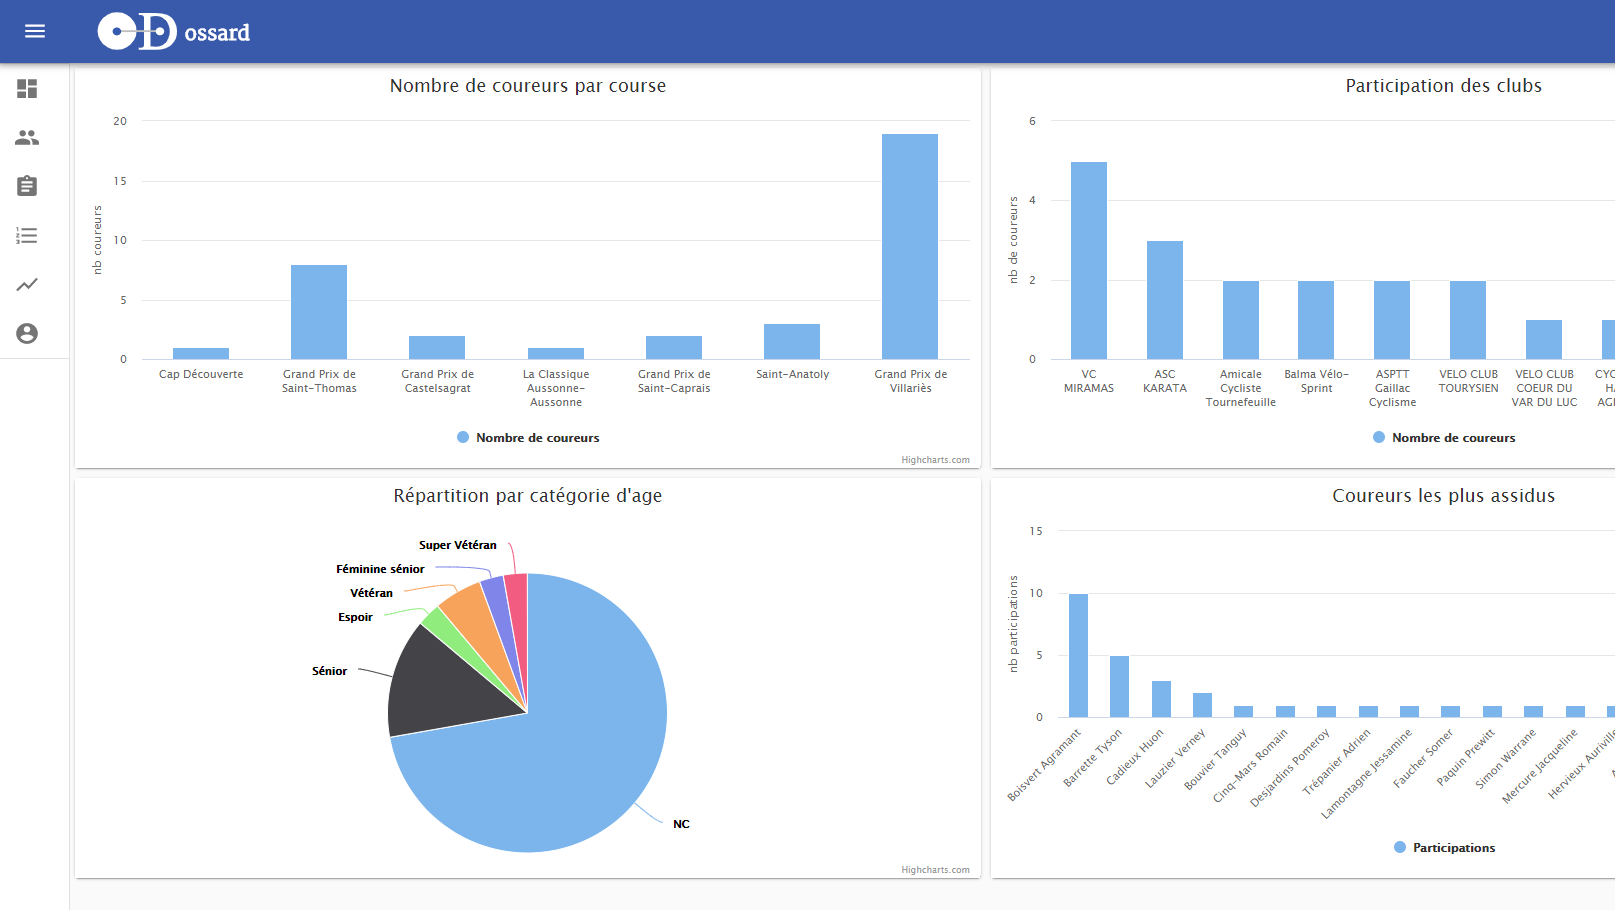 D ossard
Nombre de coureurs par course
20
15
10
5
0
nb coureurs
Cap Découverte
Grand Prix de
Saint-Thomas
Grand Prix de
Castelsagrat
La Classique
Aussonne-
Aussonne
Grand Prix de
Saint-Caprais
Saint-Anatoly
Grand Prix de
Villariès
Nombre de coureurs
Highcharts.com
Participation des clubs
6
4
2
0
nb de coureurs
VC
MIRAMAS
ASC
KARATA
Amicale
Cycliste
Tournefeuille
Balma Vélo-
Sprint
ASPTT
Gaillac
Cyclisme
VELO CLUB
TOURYSIEN
VELO CLUB
COEUR DU
VAR DU LUC
Nombre de coureurs
Répartition par catégorie d'age
Super Vétéran
Féminine sénior
Vétéran
Espoir
Sénior
NC
Highcharts.com
Coureurs les plus assidus
15
10
5
0
nb participations
Boisvert Agramant
Barrette Tyson
Cadieux Huon
Lauzier Verney
Bouvier Tanguy
Cinq-Mars Romain
Desjardins Pomeroy
Trépanier Adrien
Lamontagne Jessamine
Faucher Somer
Paquin Prewitt
Simon Warrane
Mercure Jacqueline
Hervieux
Participations